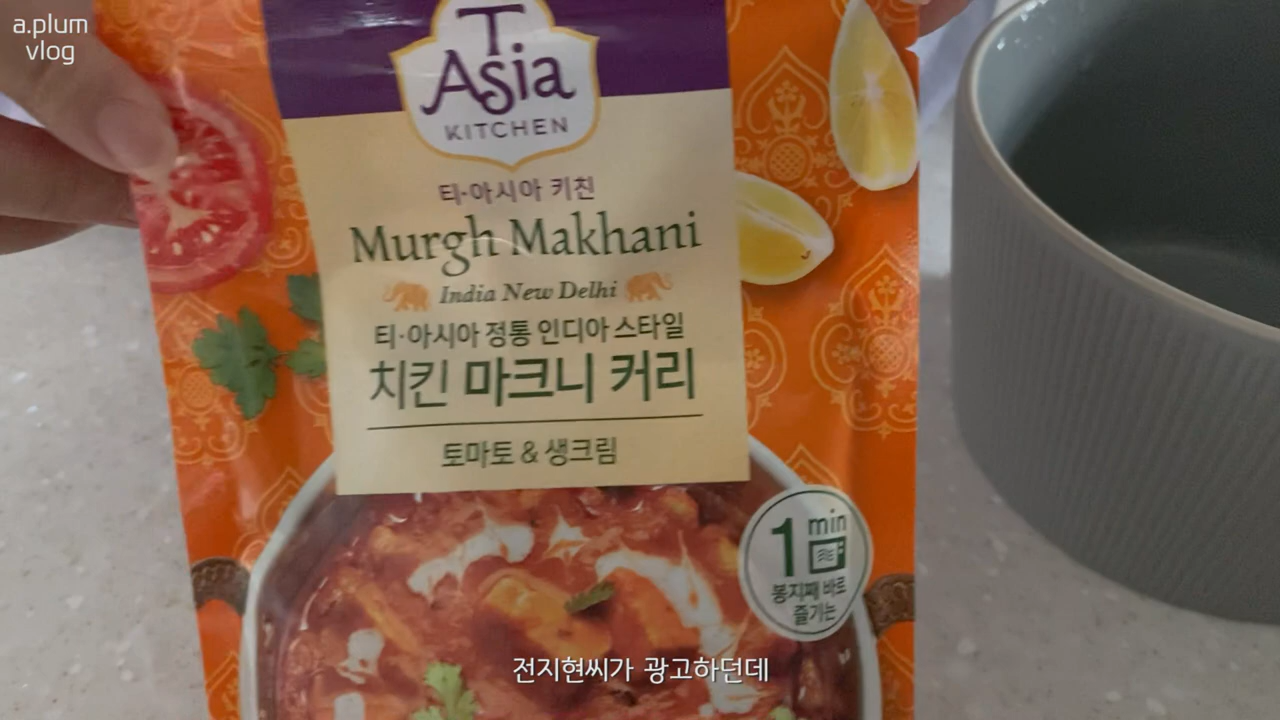 a.plum
vlog
T
Asia
KITCHEN
티·아시아 키친
Murgh Makhani
India New Delhi
티·아시아 정통 인디아 스타일
치킨 마크니 커리
토마토 & 생크림
1 min
봉지째 바로
즐기는
전지현씨가 광고하던데